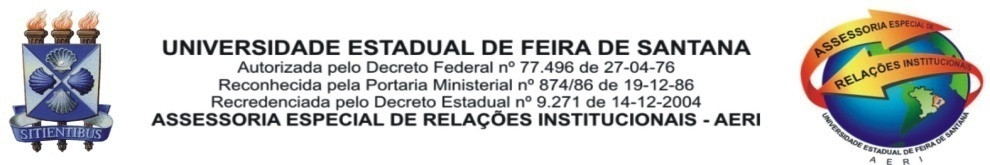 SITIENTIBUS
UNIVERSIDADE ESTADUAL DE FEIRA DE SANTANA
Autorizada pelo Decreto Federal nº 77.496 de 27-04-76
Reconhecida pela Portaria Ministerial nº 874/86 de 19-12-86
Recredenciada pelo Decreto Estadual nº 9.271 de 14-12-2004
ASSESSORIA ESPECIAL DE RELAÇÕES INSTITUCIONAIS - AERI
ASSESSORIA ESPECIAL DE
RELAÇÕES INSTITUCIONAIS
UNIVERSIDADE ESTADUAL DE FEIRA DE SANTANA
A E R I